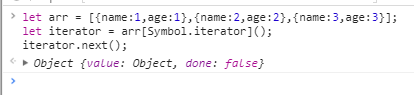 > let arr = [{name:1,age:1},{name:2,age:2},{name:3,age:3}];
let iterator = arr[Symbol.iterator]();
iterator.next();
< ▶ Object {value: Object, done: false}
>